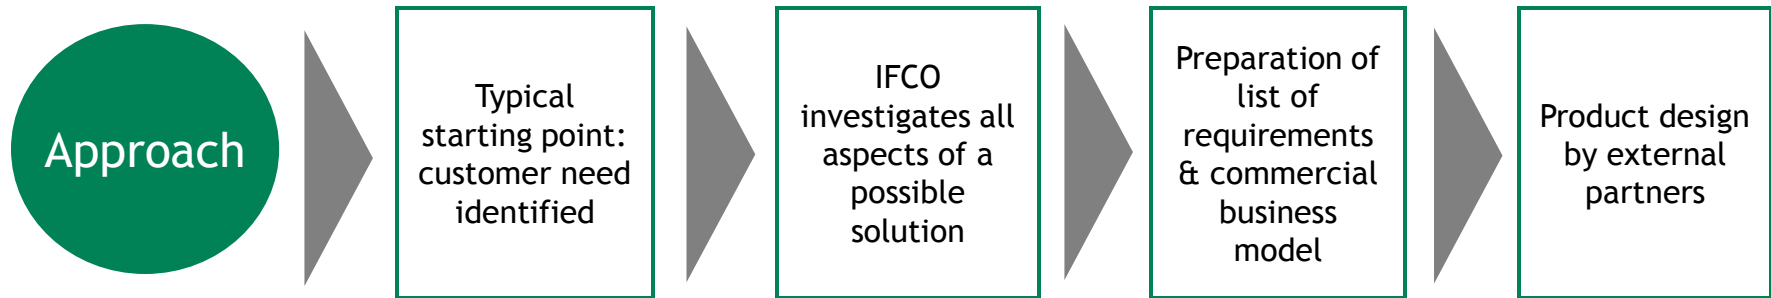 Approach
Typical
starting point:
customer need
identified
IFCO
investigates all
aspects of a
possible
solution
Preparation of
list of
requirements
& commercial
business
model
Product design
by external
partners